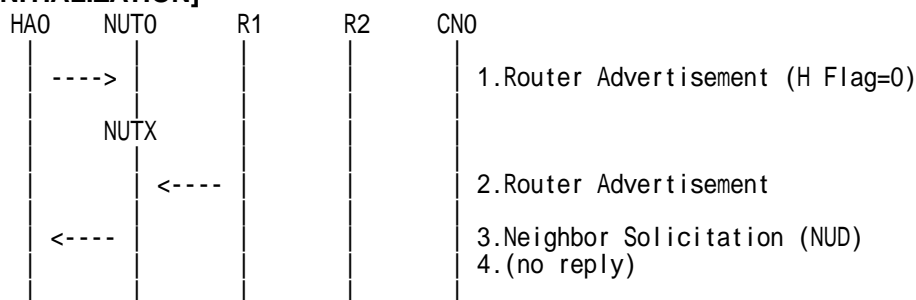 NITIALIZATION]
HA0 NUT0 R1 R2 CN0
----> 1.Router Advertisement (H Flag=0)
NUTX
<---- 2.Router Advertisement
<---- 3.Neighbor Solicitation (NUD)
4.(no reply)